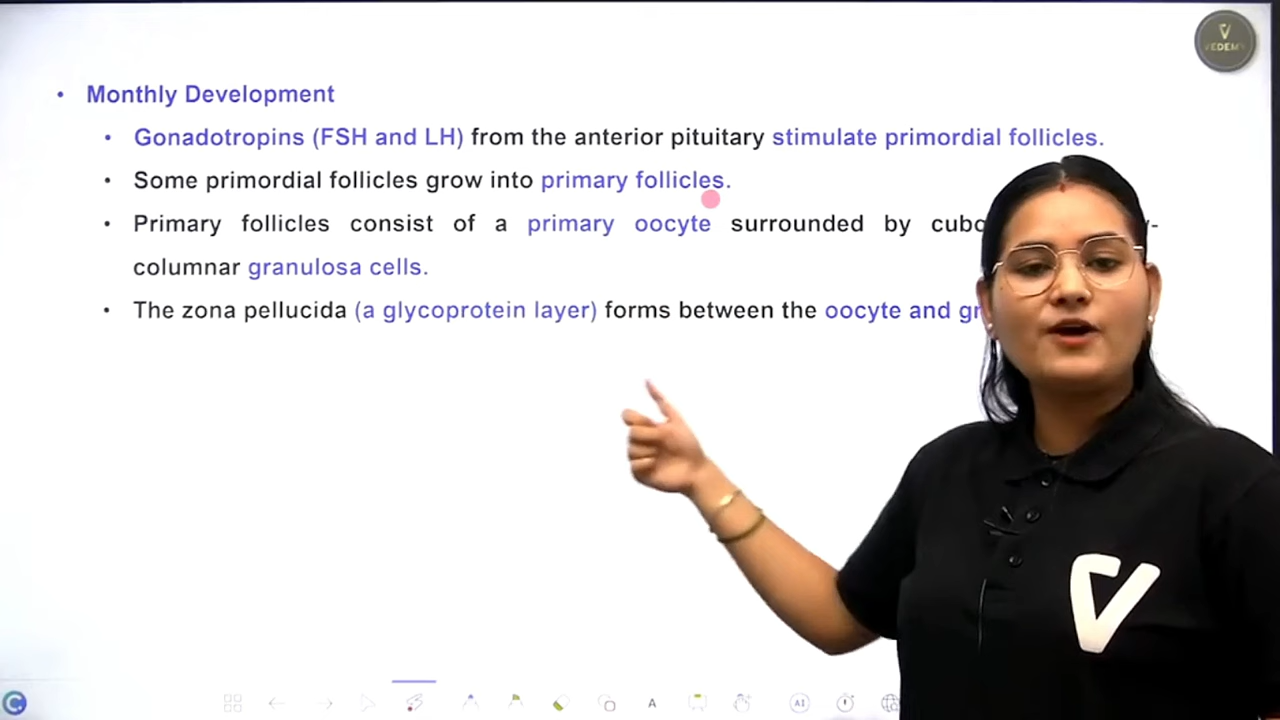 VEDEMY
• Monthly Development
• Gonadotropins (FSH and LH) from the anterior pituitary stimulate primordial follicles.
• Some primordial follicles grow into primary follicles.
• Primary follicles consist of a primary oocyte surrounded by
columnar granulosa cells.
• The zona pellucida (a glycoprotein layer) forms between the oocyte and
A
AI